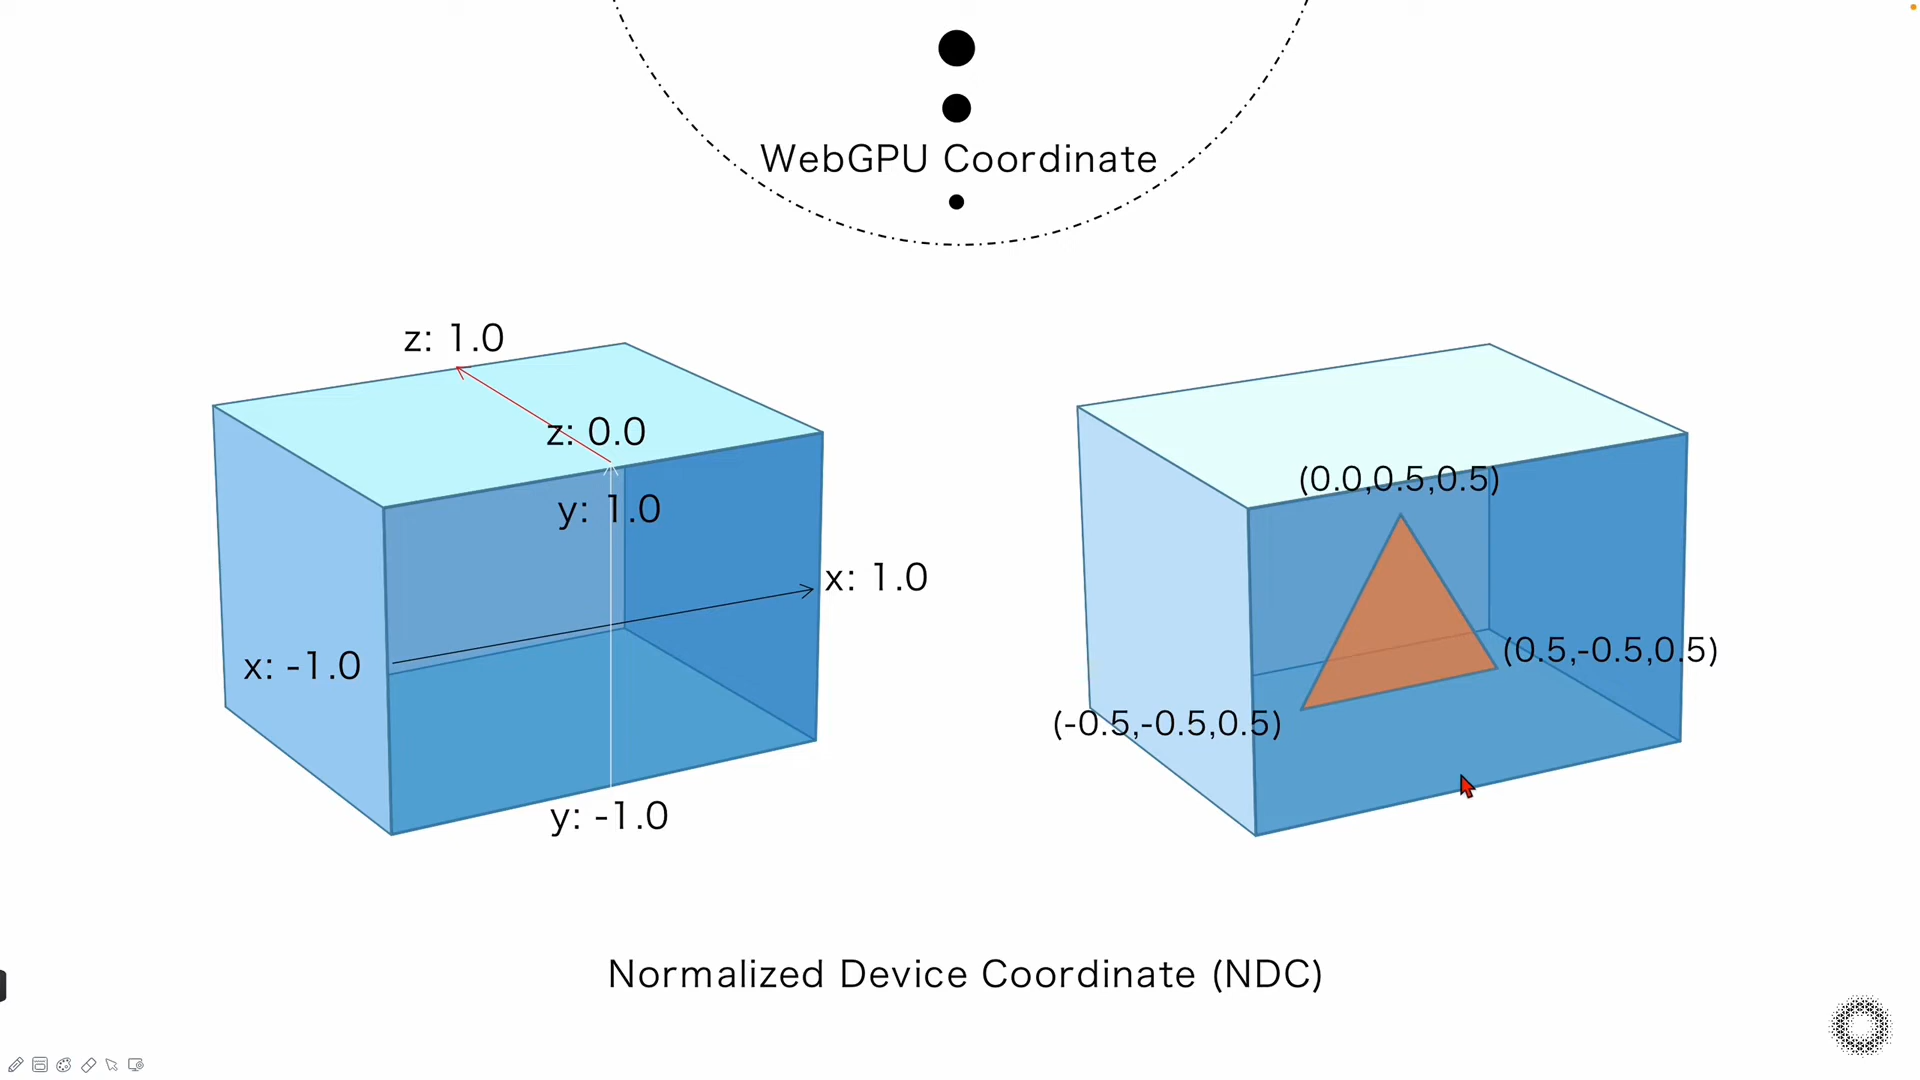 WebGPU Coordinate
z: 1.0
z: 0.0
y: 1.0
x: 1.0
x: -1.0
y: -1.0
(0.0,0.5,0.5)
(0.5,-0.5,0.5)
(-0.5,-0.5,0.5)
Normalized Device Coordinate (NDC)